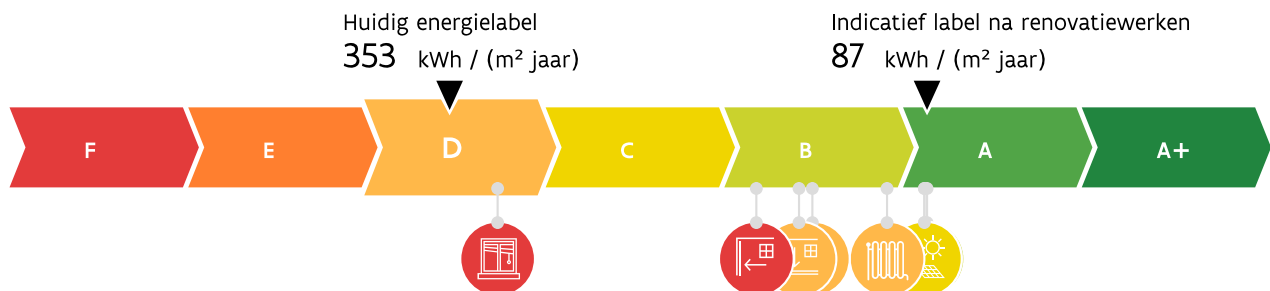 Huidig energielabel
353 kWh / (m² jaar)
Indicatief label na renovatiewerken
87 kWh / (m² jaar)
F E D C B A A+